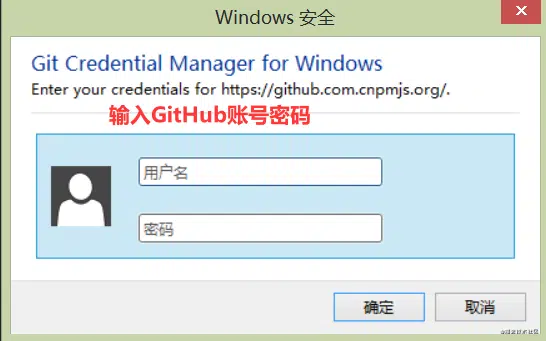 Windows 安全
Git Credential Manager for Windows
Enter your credentials for https://github.com.cnpmjs.org/.
输入GitHub账号密码
用户名
密码
确定
取消